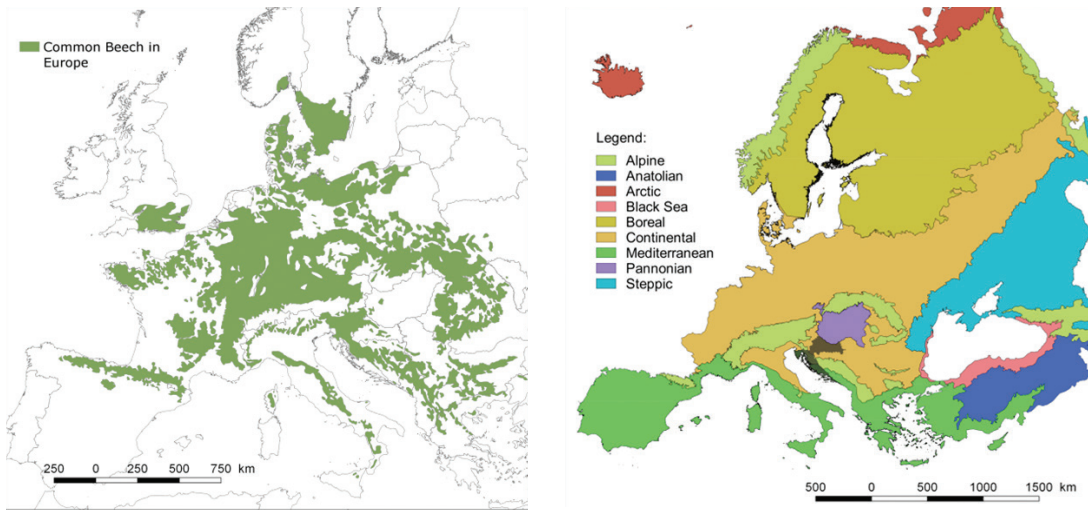 Common Beech in
Europe
250 0 250 500 750 km
Legend:
Alpine
Anatolian
Arctic
Black Sea
Boreal
Continental
Mediterranean
Pannonian
Steppic
500 0 500 1000 1500 km